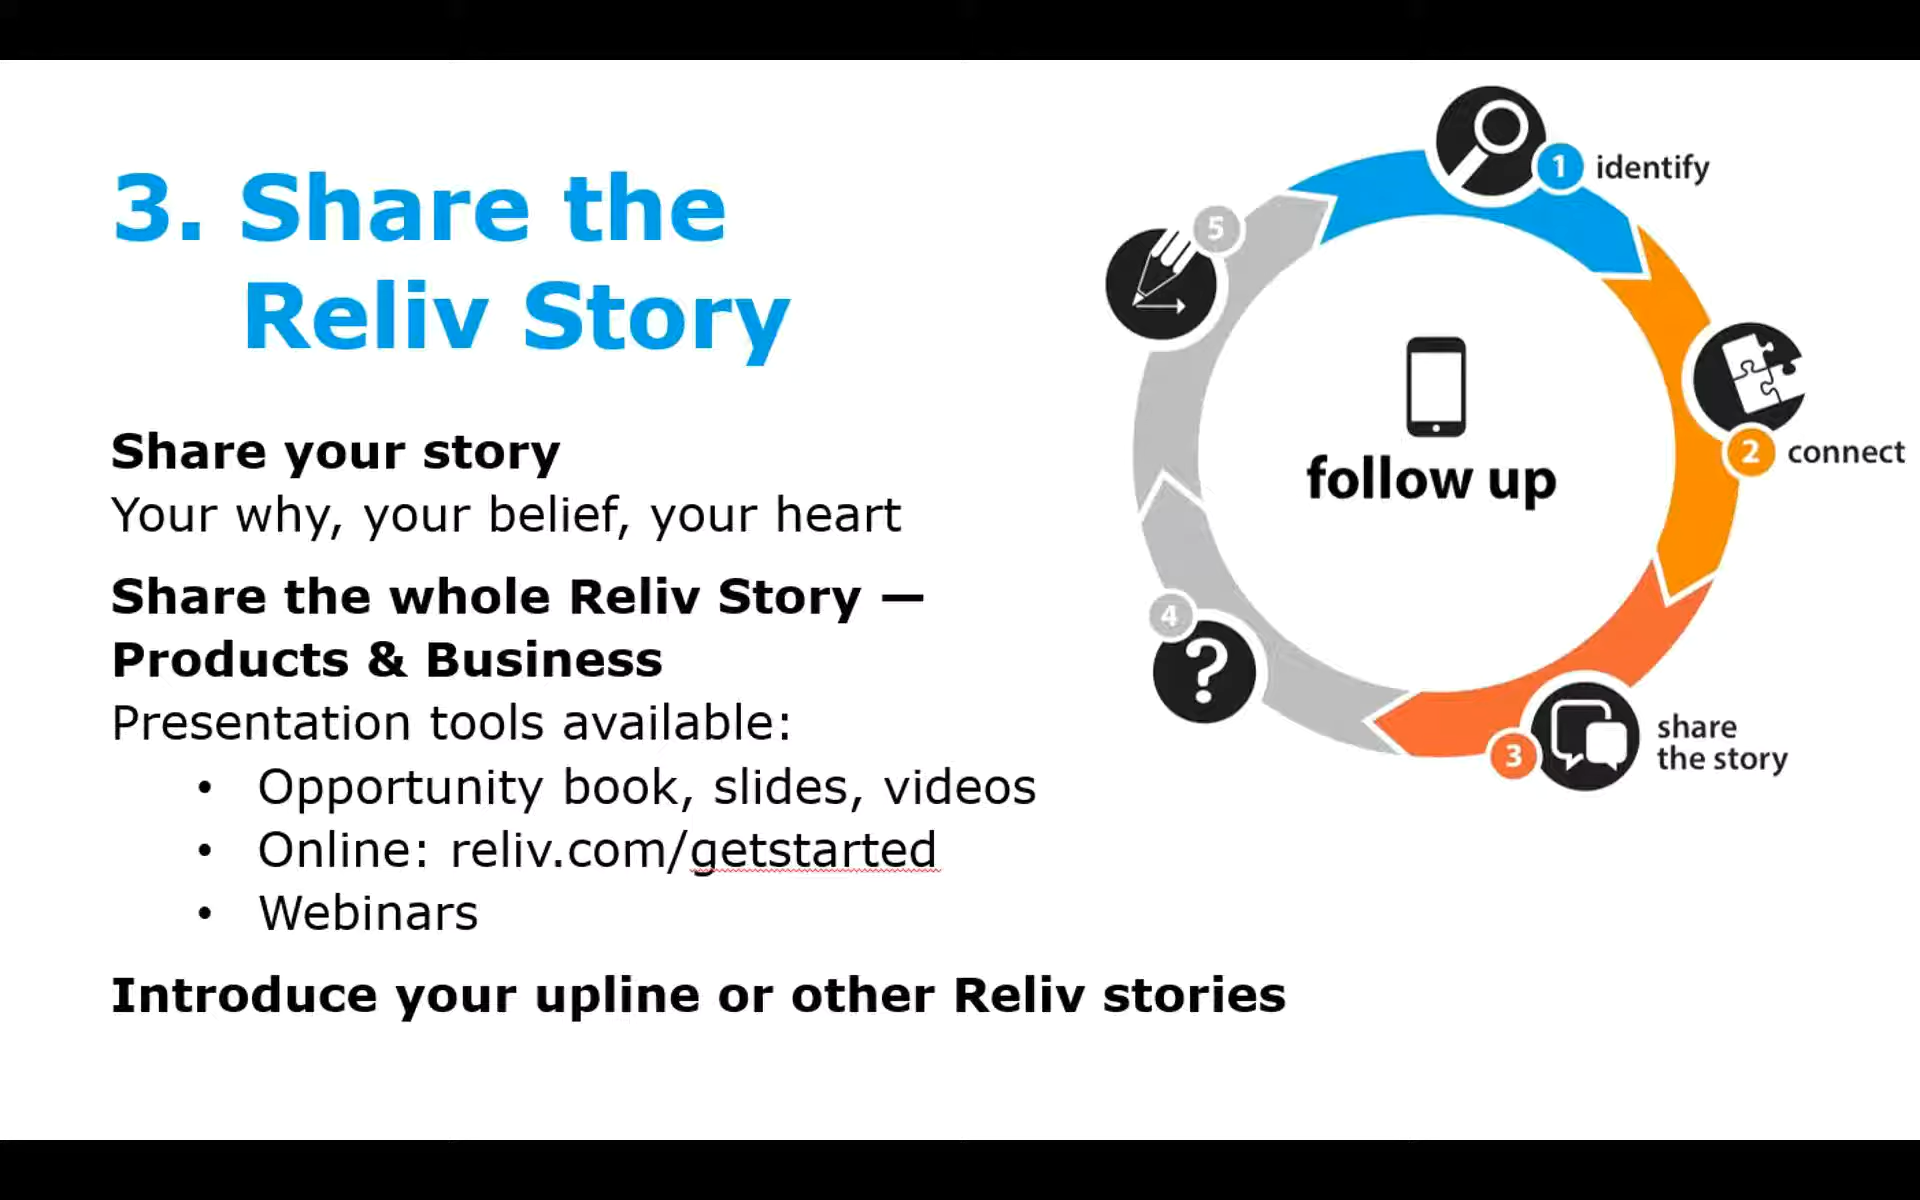 3. Share the
Reliv Story
Share your story
Your why, your belief, your heart
Share the whole Reliv Story —
Products & Business
Presentation tools available:
• Opportunity book, slides, videos
• Online: reliv.com/getstarted
• Webinars
Introduce your upline or other Reliv stories
1 identify
2 connect
3 share
the story
4
5
follow up